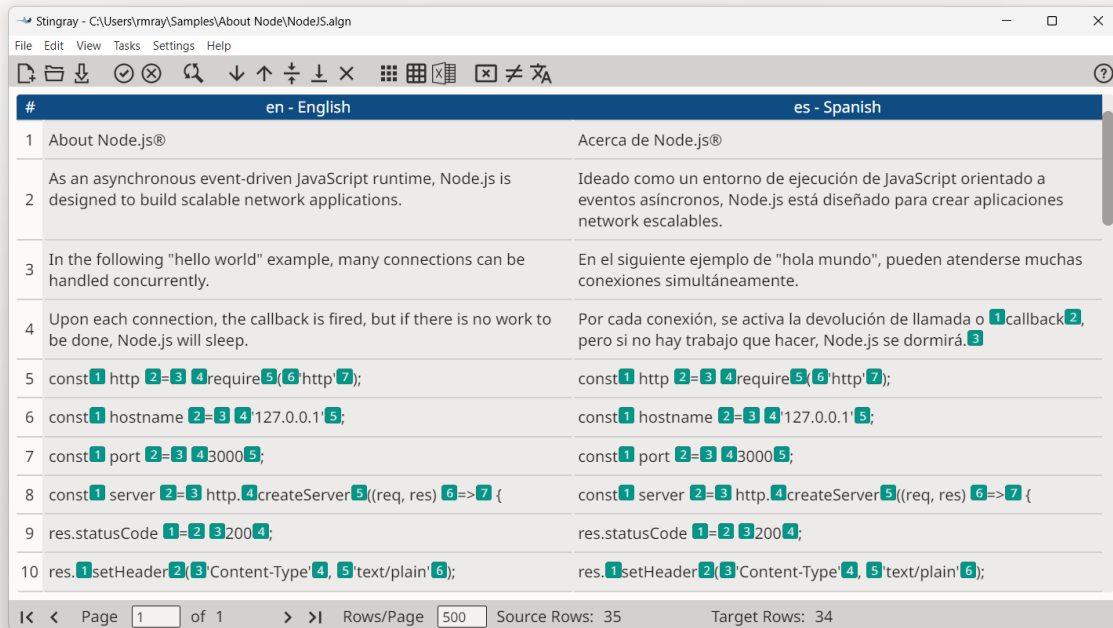 Stingray - C:\Users\rmray\Samples\About Node\NodeJS.algn
File Edit View Tasks Settings Help
# en - English es - Spanish
1 About Node.js® Acerca de Node.js®
2 As an asynchronous event-driven JavaScript runtime, Node.js is
designed to build scalable network applications.
Ideado como un entorno de ejecución de JavaScript orientado a
eventos asíncronos, Node.js está diseñado para crear aplicaciones
network escalables.
3 In the following "hello world" example, many connections can be
handled concurrently.
En el siguiente ejemplo de "hola mundo", pueden atenderse muchas
conexiones simultáneamente.
4 Upon each connection, the callback is fired, but if there is no work to
be done, Node.js will sleep.
Por cada conexión, se activa la devolución de llamada o 1callback2,
pero si no hay trabajo que hacer, Node.js se dormirá.3
5 const1 http 2=3 4require5(6'http'7); const1 http 2=3 4require5(6'http'7);
6 const1 hostname 2=3 4'127.0.0.1'5; const1 hostname 2=3 4'127.0.0.1'5;
7 const1 port 2=3 430005; const1 port 2=3 430005;
8 const1 server 2=3 http.4createServer5((req, res) 6=>7 { const1 server 2=3 http.4createServer5((req, res) 6=>7 {
9 res.statusCode 1=2 32004; res.statusCode 1=2 32004;
10 res.1setHeader2(3'Content-Type'4, 5'text/plain'6); res.1setHeader2(3'Content-Type'4, 5'text/plain'6);
Page 1 of 1 Rows/Page 500 Source Rows: 35 Target Rows: 34